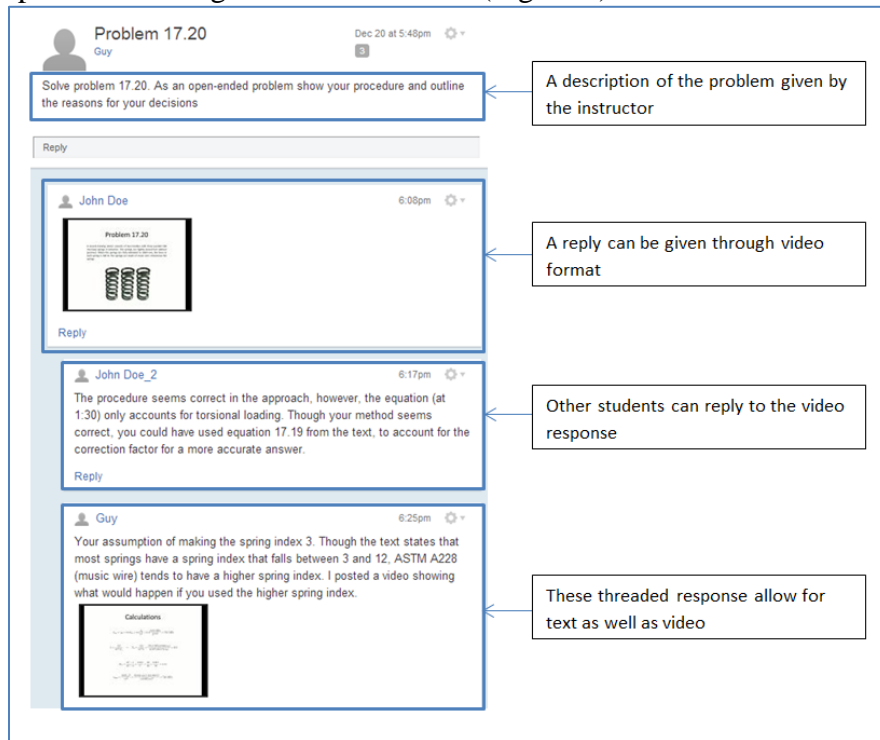 Problem 17.20
Dec 20 at 5:48pm
Guy
3
Solve problem 17.20. As an open-ended problem show your procedure and outline
the reasons for your decisions
A description of the problem given by
the instructor
Reply
John Doe
6:08pm
Problem 17.20
A reply can be given through video
format
Reply
John Doe_2
6:17pm
The procedure seems correct in the approach, however, the equation (at
1:30) only accounts for torsional loading. Though your method seems
correct, you could have used equation 17.19 from the text, to account for the
correction factor for a more accurate answer.
Other students can reply to the video
response
Reply
Guy
6:25pm
Your assumption of making the spring index 3. Though the text states that
most springs have a spring index that falls between 3 and 12, ASTM A228
(music wire) tends to have a higher spring index. I posted a video showing
what would happen if you used the higher spring index.
Calculations
These threaded response allow for
text as well as video